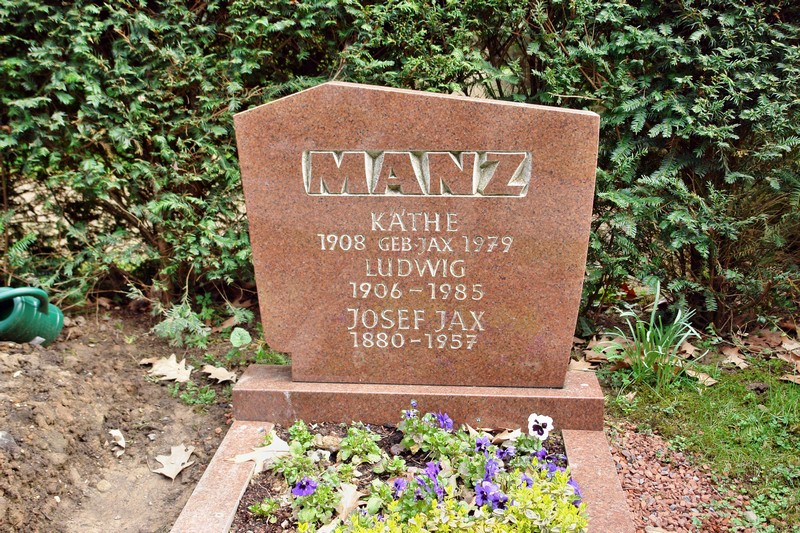 MANZ
KÄTHE
1908 GEB·JAX 1979
LUDWIG
1906 - 1985
JOSEF JAX
1880 - 1957